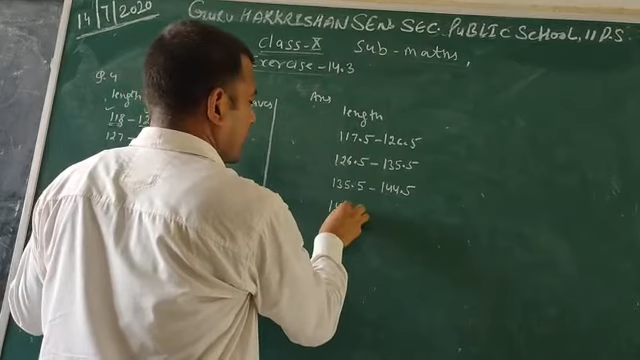 14/7/2020
GURU HARKRISHAN SEN. SEC. PUBLIC SCHOOL, 11 P.S.
Class-X Sub-maths,
Exercise-14.3
Q.4 Ans
length length
118-12
117.5-126.5
127-
126.5-135.5
135.5-144.5
14